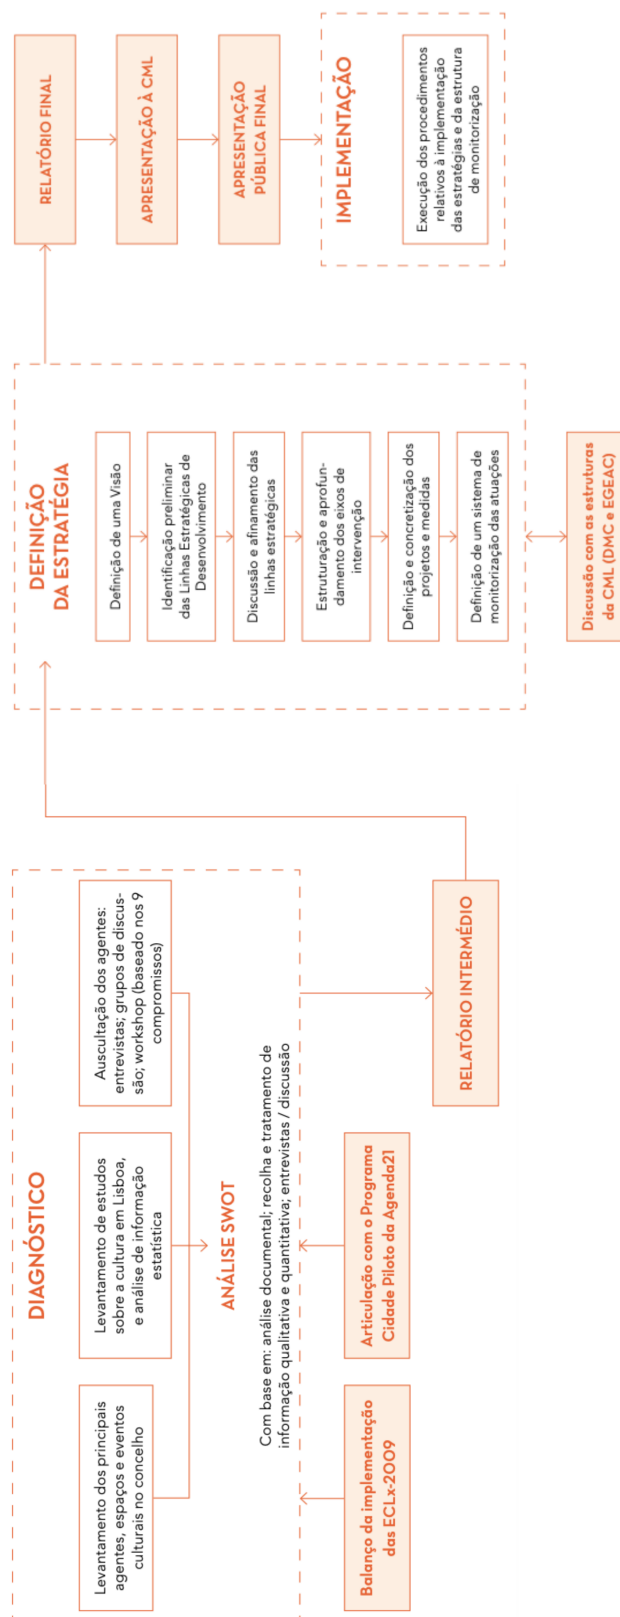 DIAGNÓSTICO
Levantamento dos principais
agentes, espaços e eventos
culturais no concelho
Levantamento de estudos
sobre a cultura em Lisboa,
e análise de informação
estatística
Auscultação dos agentes:
entrevistas; grupos de discus-
são; workshop (baseado nos 9
compromissos)
ANÁLISE SWOT
Com base em: análise documental; recolha e tratamento de
informação qualitativa e quantitativa; entrevistas / discussão
Balanço da implementação
das ECLx-2009
Articulação com o Programa
Cidade Piloto da Agenda21
RELATÓRIO INTERMÉDIO
DEFINIÇÃO
DA ESTRATÉGIA
Definição de uma Visão
Identificação preliminar
das Linhas Estratégicas de
Desenvolvimento
Discussão e afinamento das
linhas estratégicas
Estruturação e aprofun-
damento dos eixos de
intervenção
Definição e concretização dos
projetos e medidas
Definição de um sistema de
monitorização das atuações
Discussão com as estruturas
da CML (DMC e EGEAC)
RELATÓRIO FINAL
APRESENTAÇÃO À CML
APRESENTAÇÃO
PÚBLICA FINAL
IMPLEMENTAÇÃO
Execução dos procedimentos
relativos à implementação
das estratégias e da estrutura
de monitorização